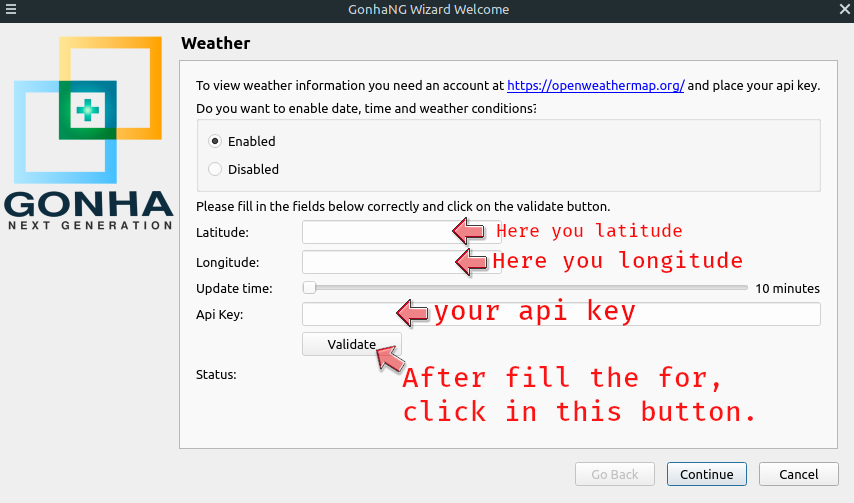 GonhaNG Wizard Welcome
Weather
GONHA
NEXT GENERATION
To view weather information you need an account at https://openweathermap.org/ and place your api key.
Do you want to enable date, time and weather conditions?
Enabled
Disabled
Please fill in the fields below correctly and click on the validate button.
Latitude: Here you latitude
Longitude: Here you longitude
Update time: 10 minutes
Api Key: your api key
Validate
Status:
After fill the for,
click in this button.
Go Back Continue Cancel